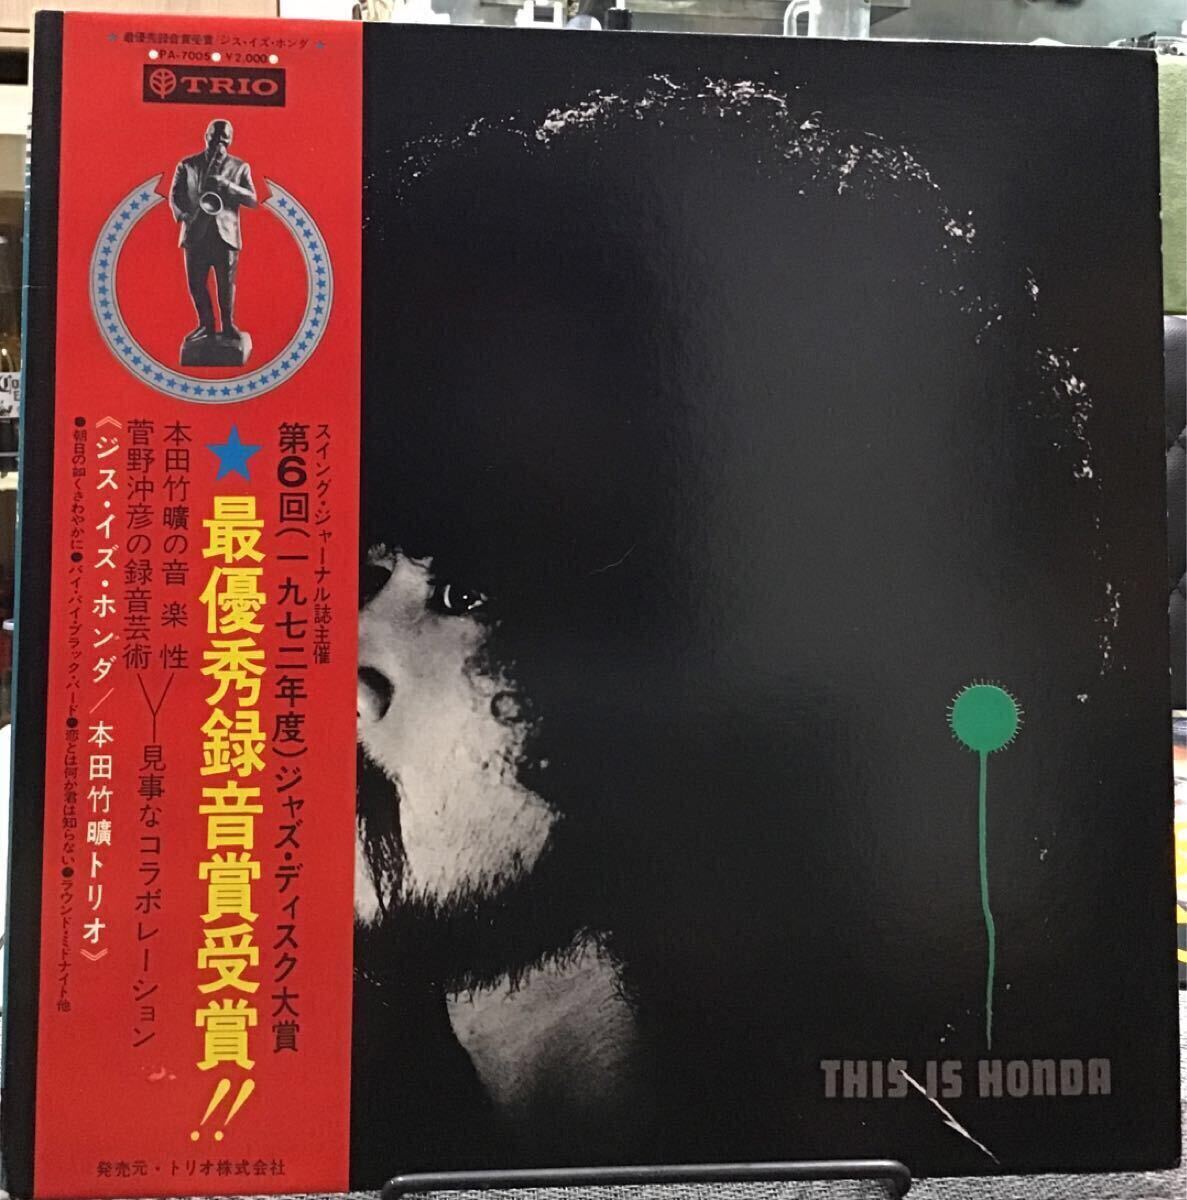 ★ 最優秀録音賞受賞/ジス・イズ・ホンダ ★
●PA-7005●￥2,000●
TRIO
スイング・ジャーナル誌主催
第6回(一九七二年度)ジャズ・ディスク大賞
★最優秀録音賞受賞!!
本田竹曠の音楽性
菅野沖彦の録音芸術
見事なコラボレーション
《ジス・イズ・ホンダ/本田竹曠トリオ》
●朝日の如くさわやかに●バイ・バイ・ブラック・バード●恋とは何か君は知らない●ラウンド・ミドナイト他
発売元・トリオ株式会社
THIS IS HONDA